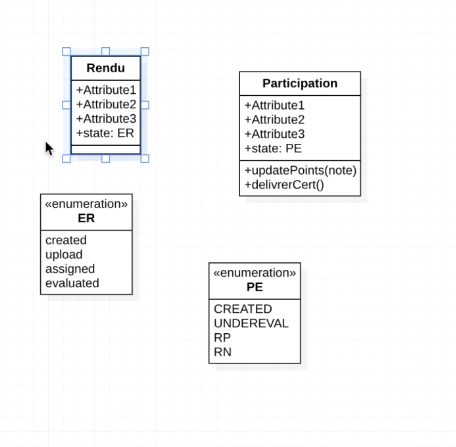 Rendu
+Attribute1
+Attribute2
+Attribute3
+state: ER
Participation
+Attribute1
+Attribute2
+Attribute3
+state: PE
+updatePoints(note)
+delivrerCert()
«enumeration»
ER
created
upload
assigned
evaluated
«enumeration»
PE
CREATED
UNDEREVAL
RP
RN